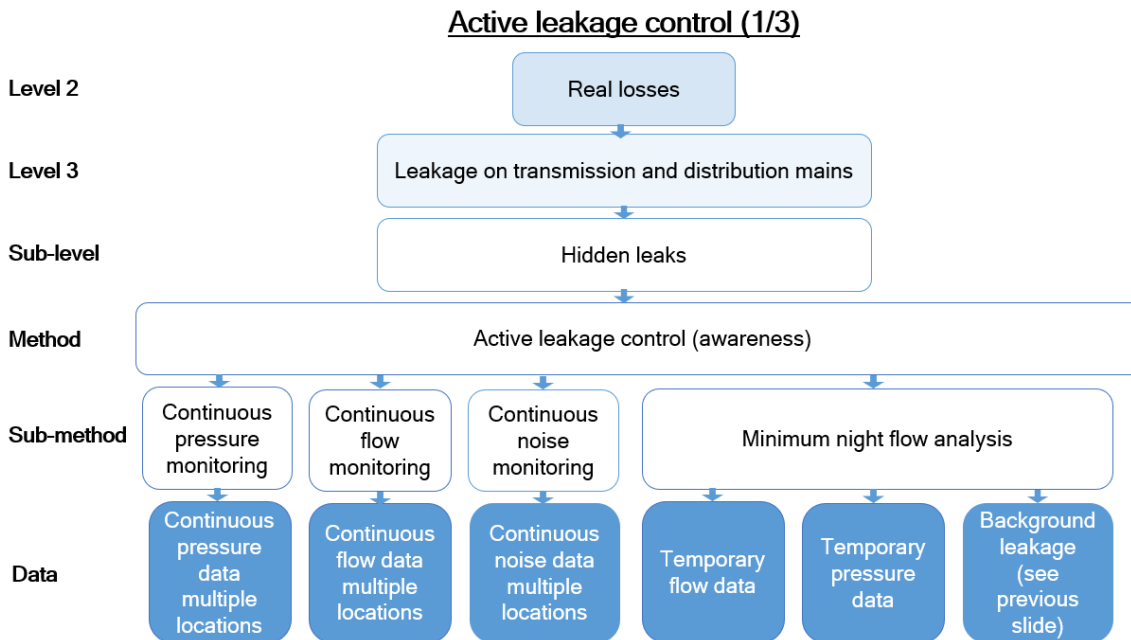 Active leakage control (1/3)
Level 2
Real losses
Level 3
Leakage on transmission and distribution mains
Sub-level
Hidden leaks
Method
Active leakage control (awareness)
Sub-method
Continuous
pressure
monitoring
Continuous
flow
monitoring
Continuous
noise
monitoring
Minimum night flow analysis
Data
Continuous
pressure
data
multiple
locations
Continuous
flow data
multiple
locations
Continuous
noise data
multiple
locations
Temporary
flow data
Temporary
pressure
data
Background
leakage
(see
previous
slide)